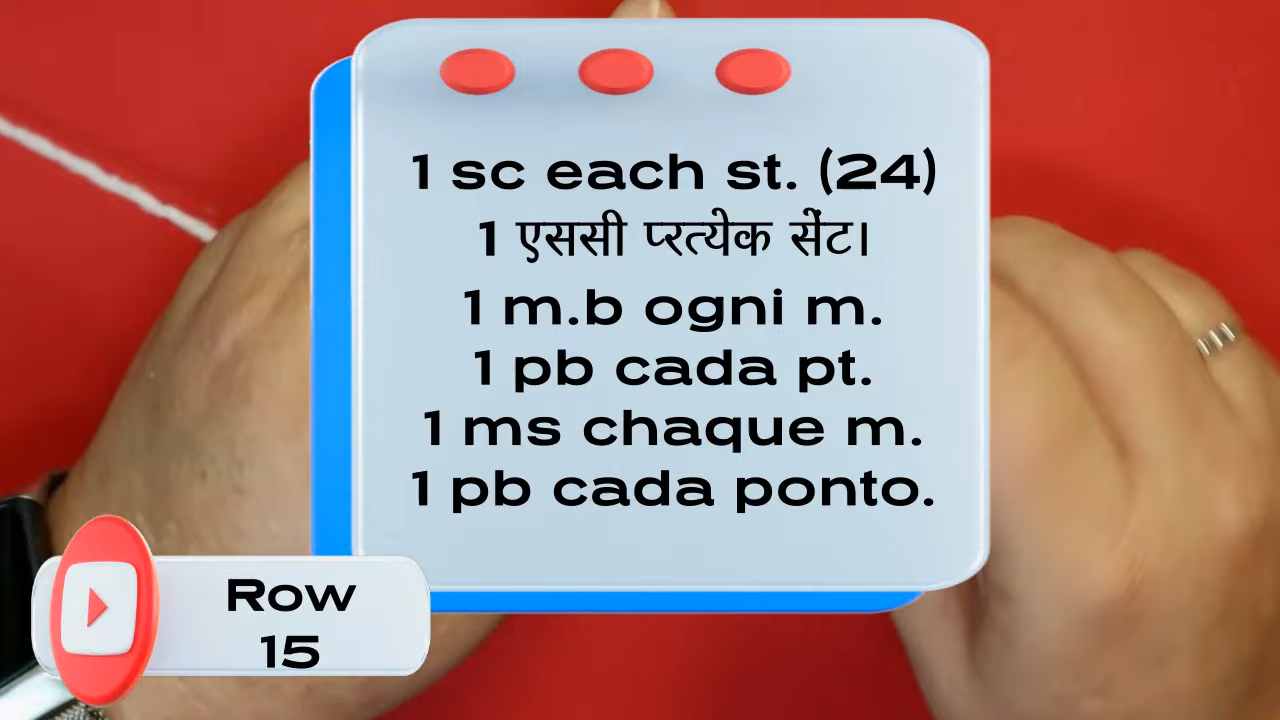 1 sc each st. (24)
1 एससी प्रत्येक सेंट।
1 m.b ogni m.
1 pb cada pt.
1 ms chaque m.
1 pb cada ponto.
Row
15